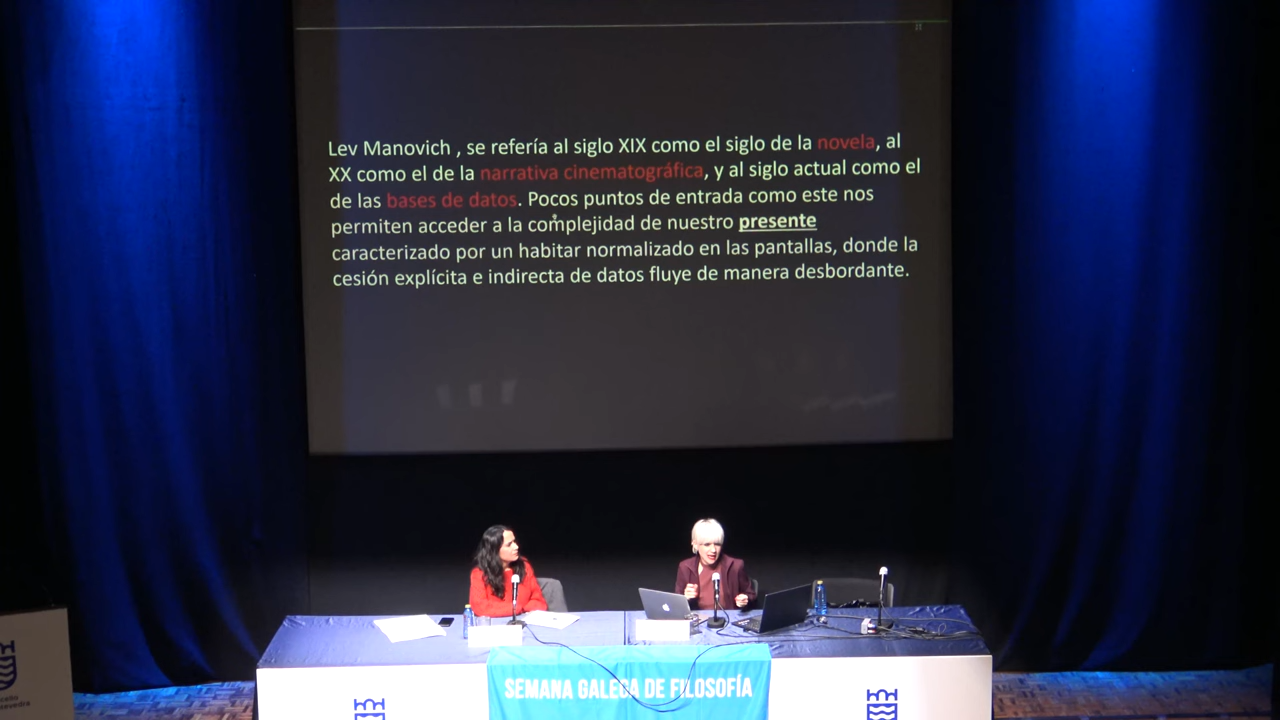 Lev Manovich , se refería al siglo XIX como el siglo de la novela, al
XX como el de la narrativa cinematográfica, y al siglo actual como el
de las bases de datos. Pocos puntos de entrada como este nos
permiten acceder a la complejidad de nuestro presente
caracterizado por un habitar normalizado en las pantallas, donde la
cesión explícita e indirecta de datos fluye de manera desbordante.
SEMANA GALEGA DE FILOSOFÍA